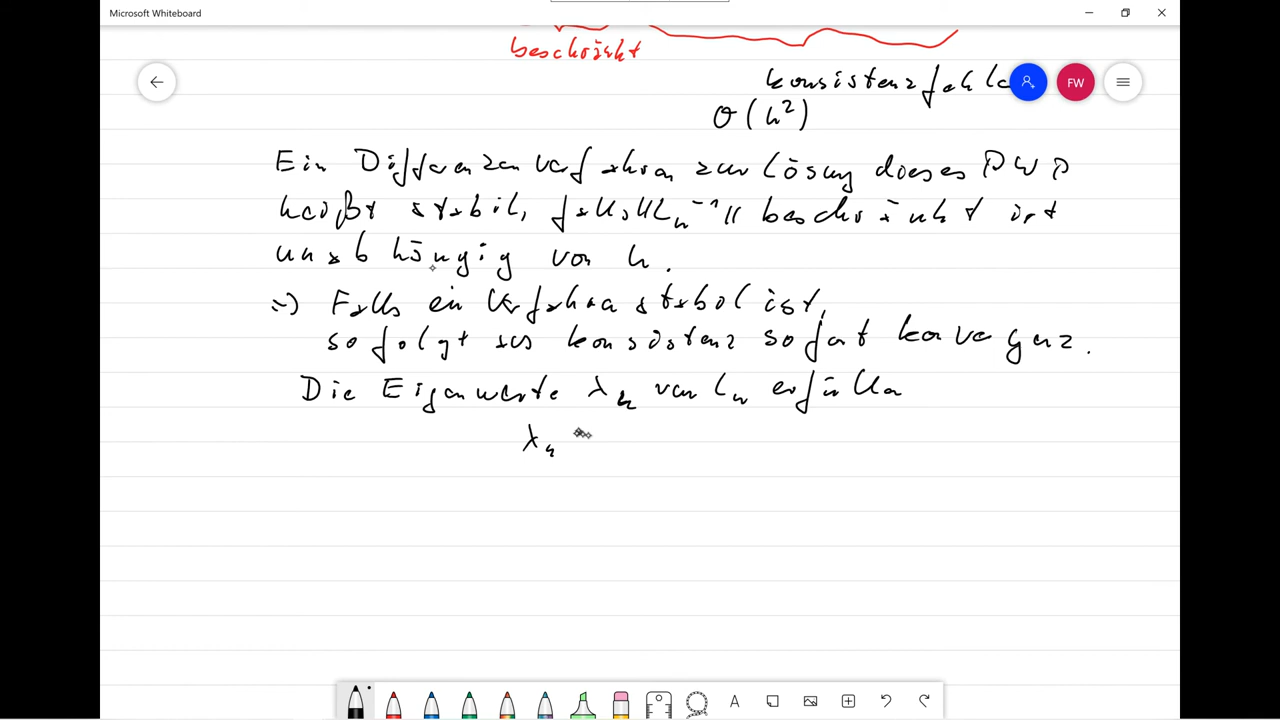 Microsoft Whiteboard
beschränkt
Konsistenzfehler
O(h²)
FW
Ein Differenzenverfahren zur Lösung dieses RWP
heißt stabil, falls ||L_h⁻¹|| beschränkt ist
unabhängig von h.
=> Falls ein Verfahren stabil ist,
so folgt aus Konsistenz sofort Konvergenz.
Die Eigenwerte λ_k von L_h erfüllen
λ_k
A